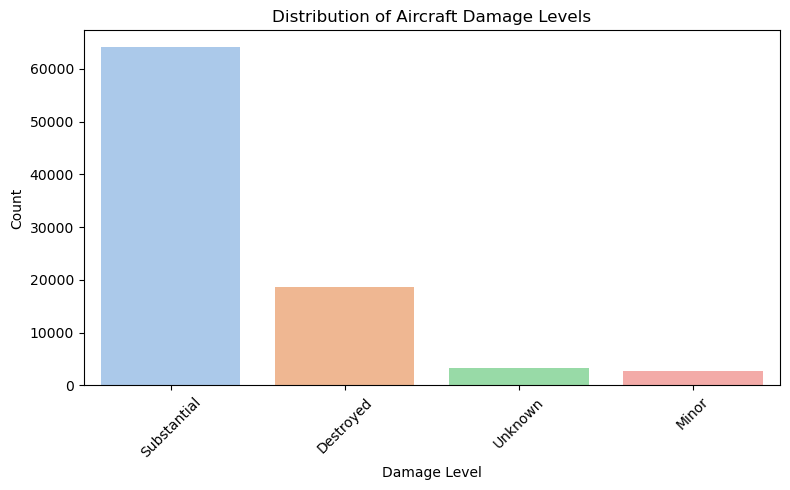 Distribution of Aircraft Damage Levels
60000
50000
40000
30000
20000
10000
0
Count
Substantial
Destroyed
Unknown
Minor
Damage Level